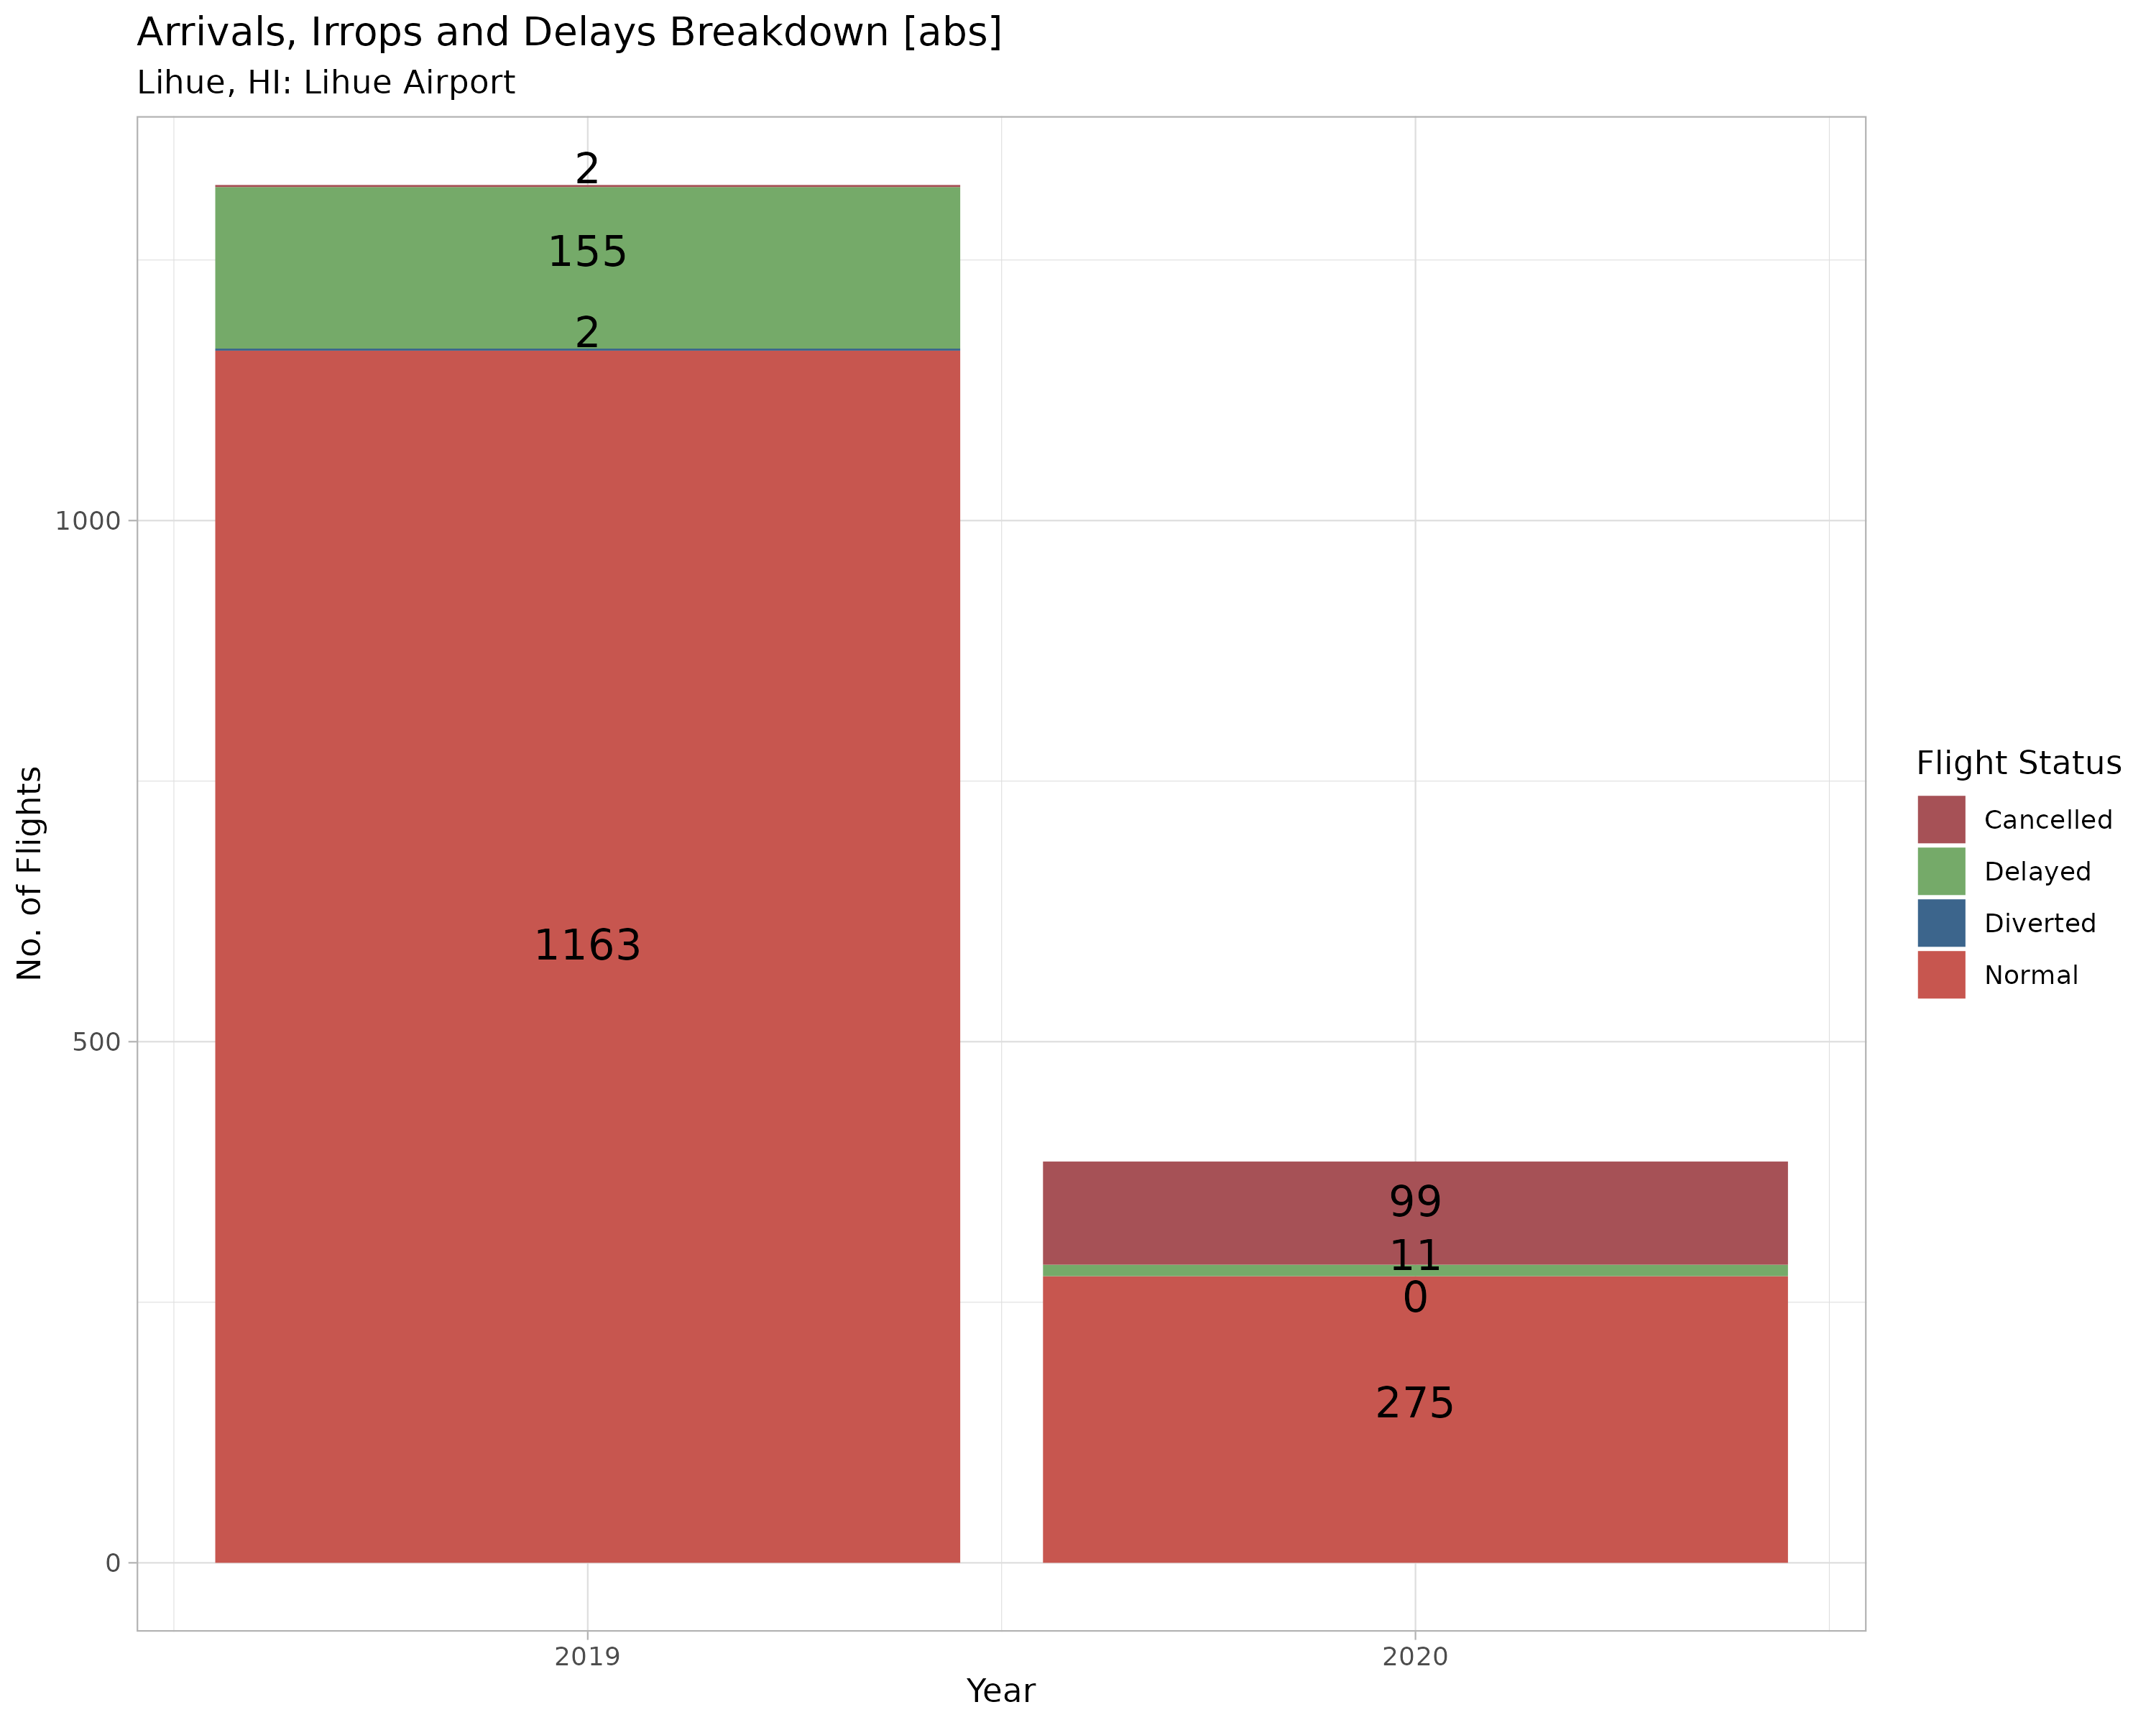 Arrivals, Irrops and Delays Breakdown [abs]
Lihue, HI: Lihue Airport
2
155
2
1163
99
11
0
275
1000
500
0
No. of Flights
2019
2020
Year
Flight Status
Cancelled
Delayed
Diverted
Normal